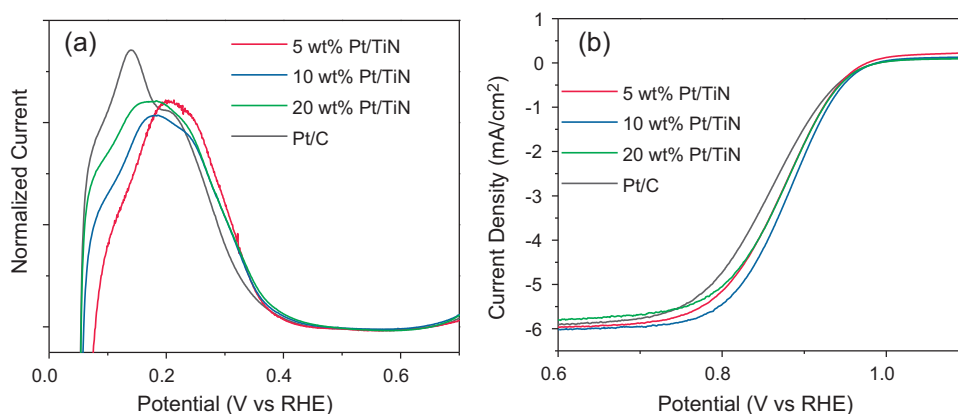 (a)
5 wt% Pt/TiN
10 wt% Pt/TiN
20 wt% Pt/TiN
Pt/C
Normalized Current
0.0 0.2 0.4 0.6
Potential (V vs RHE)
(b)
1
0
-1
-2
-3
-4
-5
-6
5 wt% Pt/TiN
10 wt% Pt/TiN
20 wt% Pt/TiN
Pt/C
Current Density (mA/cm²)
0.6 0.8 1.0
Potential (V vs RHE)